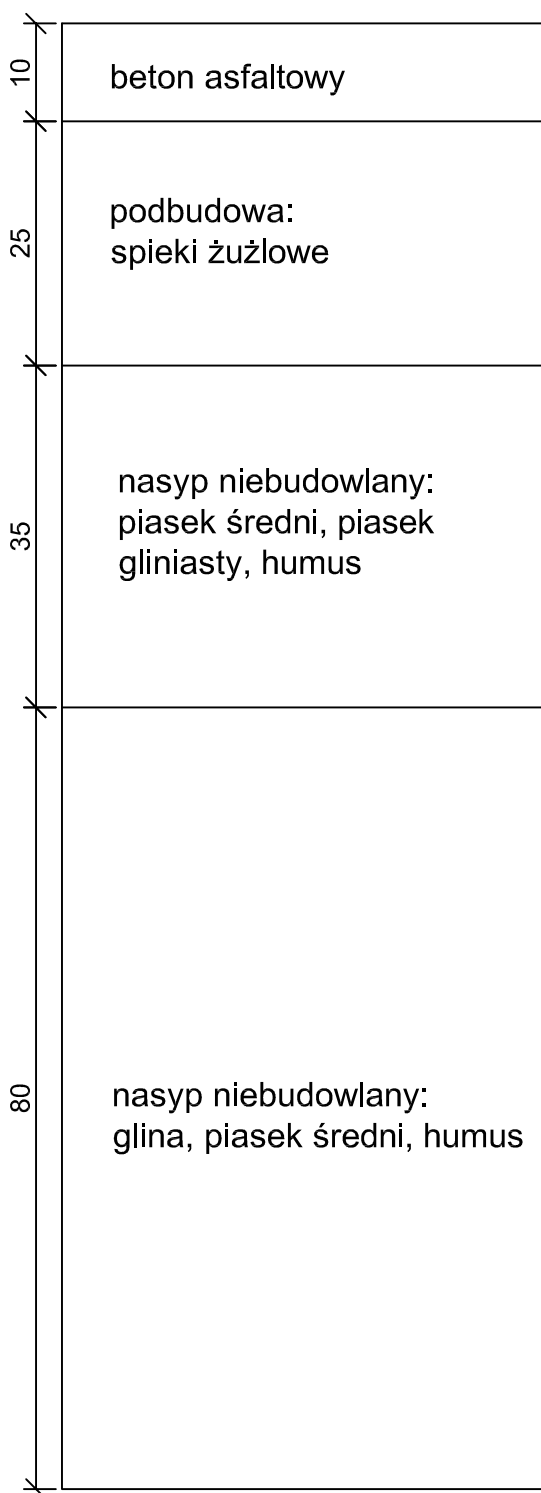 10
beton asfaltowy
25
podbudowa:
spieki żużlowe
35
nasyp niebudowlany:
piasek średni, piasek
gliniasty, humus
80
nasyp niebudowlany:
glina, piasek średni, humus